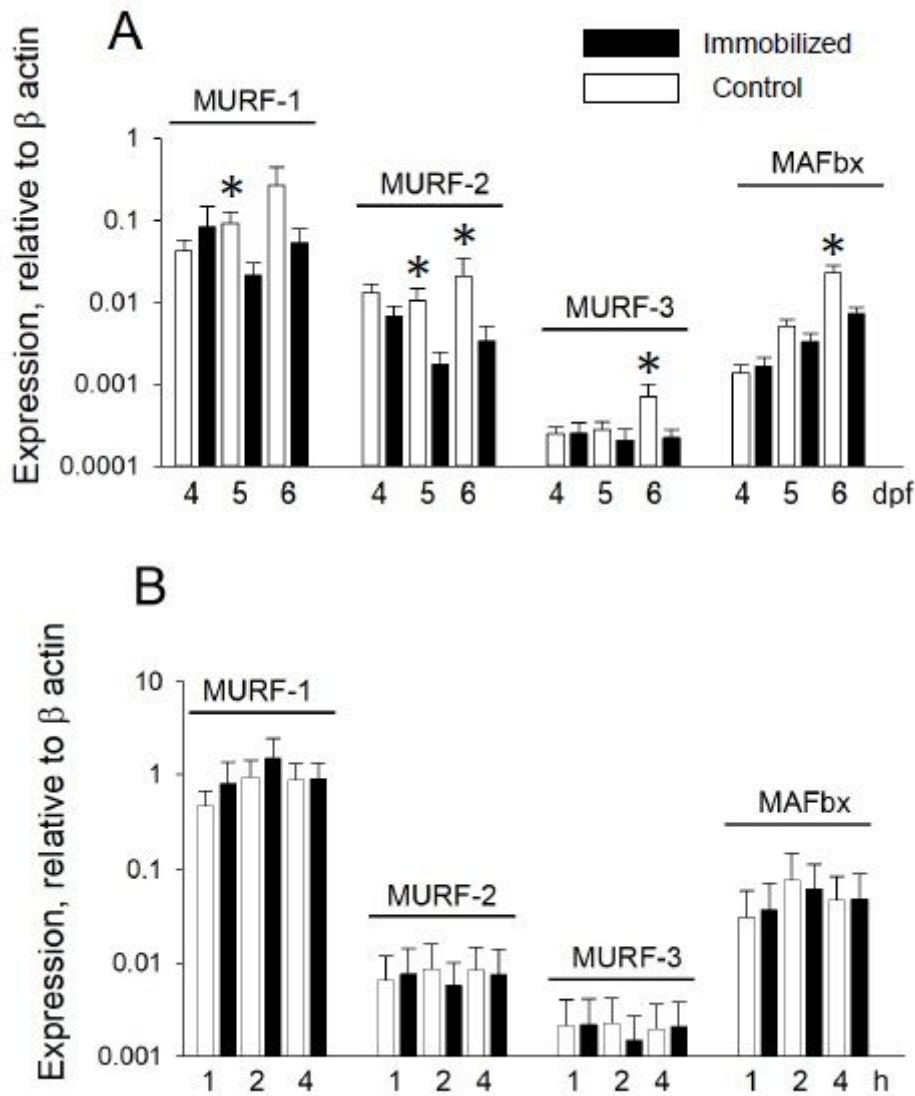 A
Immobilized
Control
MURF-1
MURF-2
MURF-3
MAFbx
Expression, relative to β actin
1
0.1
0.01
0.001
0.0001
*
*
*
*
*
4 5 6 4 5 6 4 5 6 4 5 6 dpf
B
MURF-1
MURF-2
MURF-3
MAFbx
Expression, relative to β actin
10
1
0.1
0.01
0.001
1 2 4 1 2 4 1 2 4 1 2 4 h